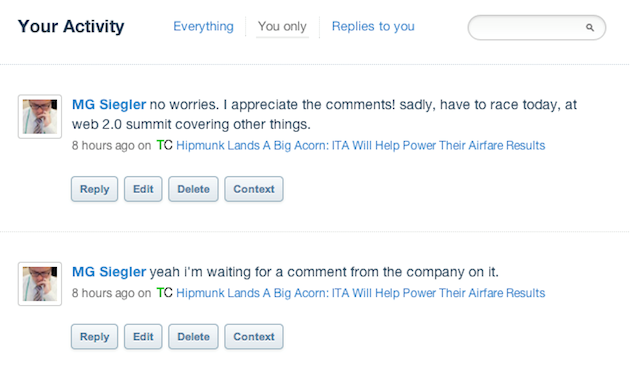 Your Activity Everything You only Replies to you
MG Siegler no worries. I appreciate the comments! sadly, have to race today, at
web 2.0 summit covering other things.
8 hours ago on TC Hipmunk Lands A Big Acorn: ITA Will Help Power Their Airfare Results
Reply Edit Delete Context
MG Siegler yeah i'm waiting for a comment from the company on it.
8 hours ago on TC Hipmunk Lands A Big Acorn: ITA Will Help Power Their Airfare Results
Reply Edit Delete Context